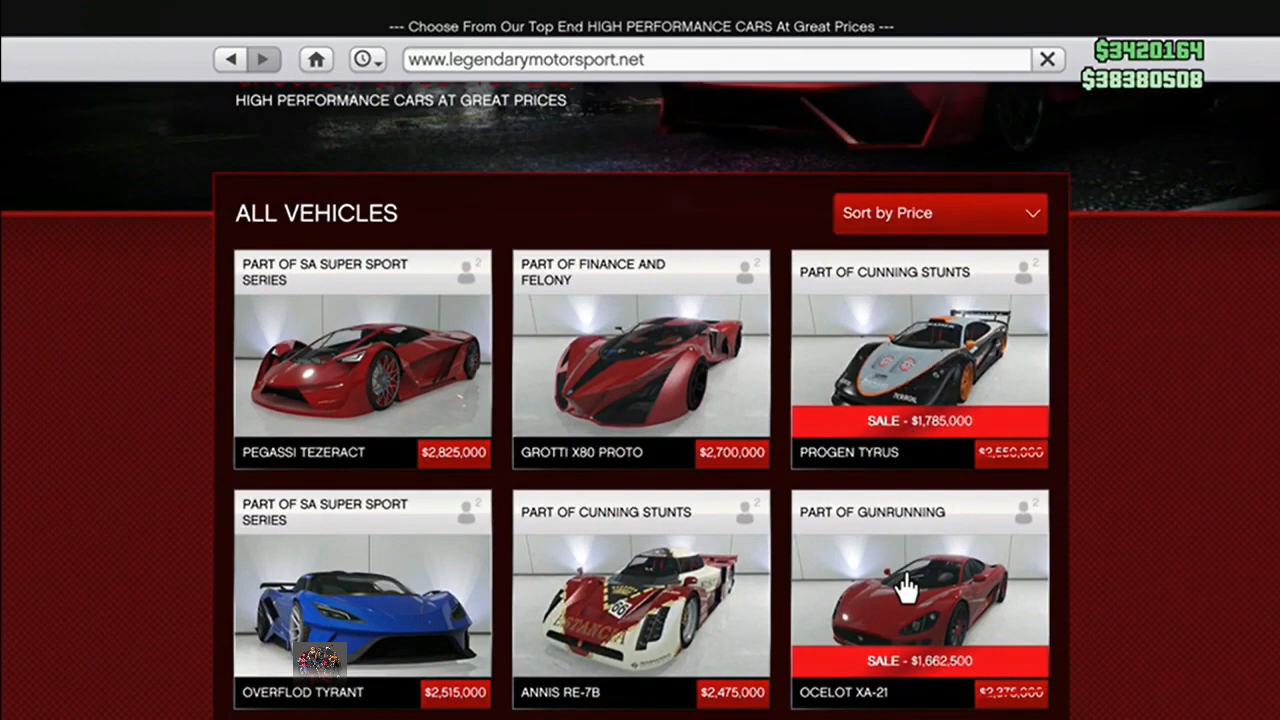 --- Choose From Our Top End HIGH PERFORMANCE CARS At Great Prices ---
www.legendarymotorsport.net
$3420164
$38380508
HIGH PERFORMANCE CARS AT GREAT PRICES
ALL VEHICLES
Sort by Price
PART OF SA SUPER SPORT
SERIES
2
PEGASSI TEZERACT
$2,825,000
PART OF FINANCE AND
FELONY
2
GROTTI X80 PROTO
$2,700,000
PART OF CUNNING STUNTS
2
SALE - $1,785,000
PROGEN TYRUS
$2,550,000
PART OF SA SUPER SPORT
SERIES
2
OVERFLOD TYRANT
$2,515,000
PART OF CUNNING STUNTS
2
ESTANCIA
ANNIS RE-7B
$2,475,000
PART OF GUNRUNNING
2
SALE - $1,662,500
OCELOT XA-21
$2,375,000